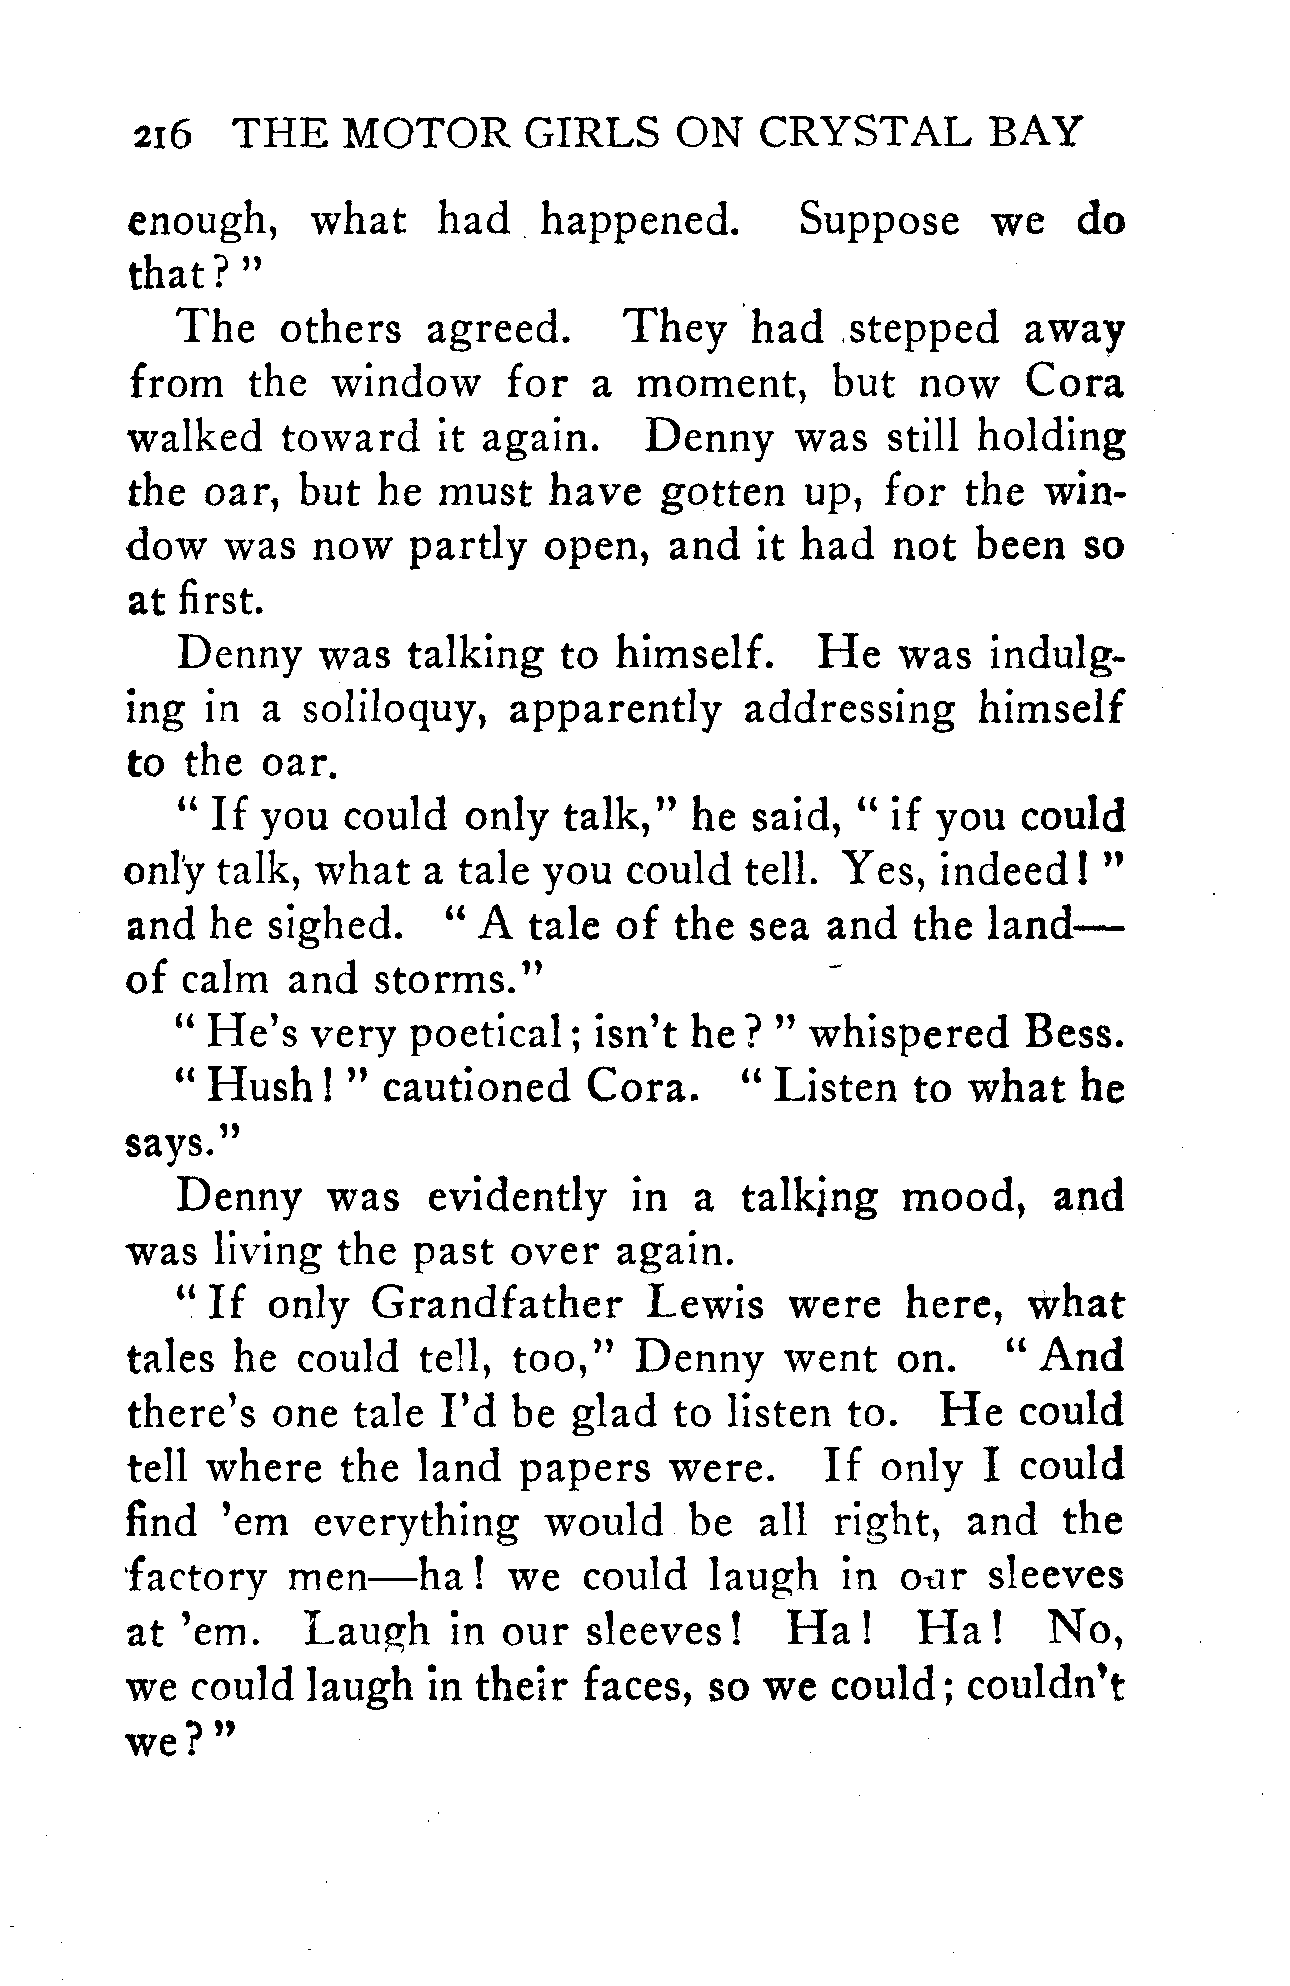 216 THE MOTOR GIRLS ON CRYSTAL BAY
enough, what had happened. Suppose we do
that?"
The others agreed. They had stepped away
from the window for a moment, but now Cora
walked toward it again. Denny was still holding
the oar, but he must have gotten up, for the win-
dow was now partly open, and it had not been so
at first.
Denny was talking to himself. He was indulg-
ing in a soliloquy, apparently addressing himself
to the oar.
"If you could only talk," he said, "if you could
only talk, what a tale you could tell. Yes, indeed!"
and he sighed. "A tale of the sea and the land—
of calm and storms."
"He's very poetical; isn't he?" whispered Bess.
"Hush!" cautioned Cora. "Listen to what he
says."
Denny was evidently in a talking mood, and
was living the past over again.
"If only Grandfather Lewis were here, what
tales he could tell, too," Denny went on. "And
there's one tale I'd be glad to listen to. He could
tell where the land papers were. If only I could
find 'em everything would be all right, and the
factory men—ha! we could laugh in our sleeves
at 'em. Laugh in our sleeves! Ha! Ha! No,
we could laugh in their faces, so we could; couldn't
we?"